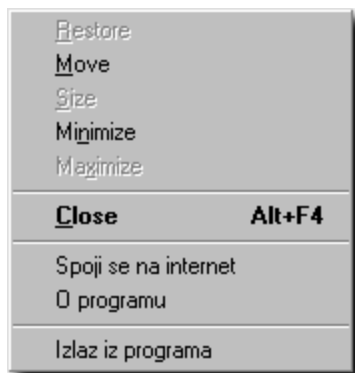 Restore
Move
Size
Minimize
Maximize
Close Alt+F4
Spoji se na internet
O programu
Izlaz iz programa